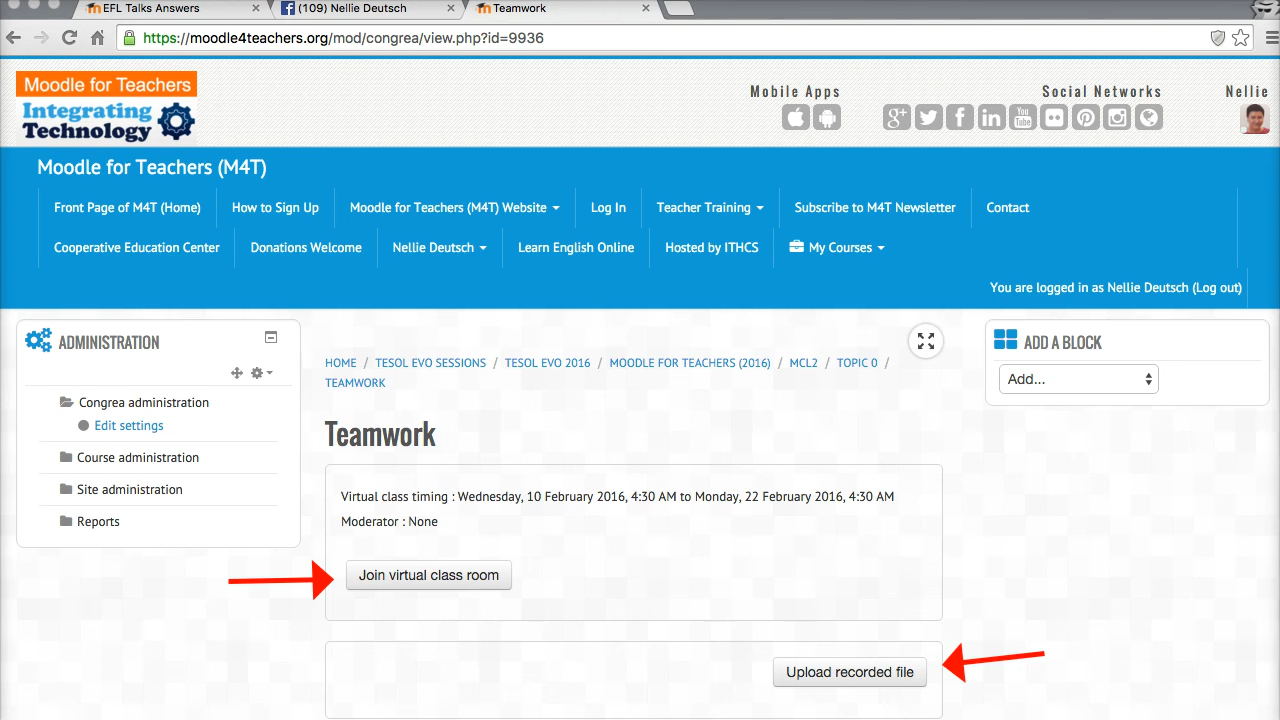 EFL Talks Answers
(109) Nellie Deutsch
Teamwork
https://moodle4teachers.org/mod/congrea/view.php?id=9936
Moodle for Teachers
Integrating
Technology
Mobile Apps
Social Networks
Nellie
g+
You
Tube
Moodle for Teachers (M4T)
Front Page of M4T (Home)
How to Sign Up
Moodle for Teachers (M4T) Website
Log In
Teacher Training
Subscribe to M4T Newsletter
Contact
Cooperative Education Center
Donations Welcome
Nellie Deutsch
Learn English Online
Hosted by ITHCS
My Courses
You are logged in as Nellie Deutsch (Log out)
ADMINISTRATION
Congrea administration
Edit settings
Course administration
Site administration
Reports
HOME / TESOL EVO SESSIONS / TESOL EVO 2016 / MOODLE FOR TEACHERS (2016) / MCL2 / TOPIC 0 /
TEAMWORK
Teamwork
Virtual class timing : Wednesday, 10 February 2016, 4:30 AM to Monday, 22 February 2016, 4:30 AM
Moderator : None
Join virtual class room
Upload recorded file
ADD A BLOCK
Add...